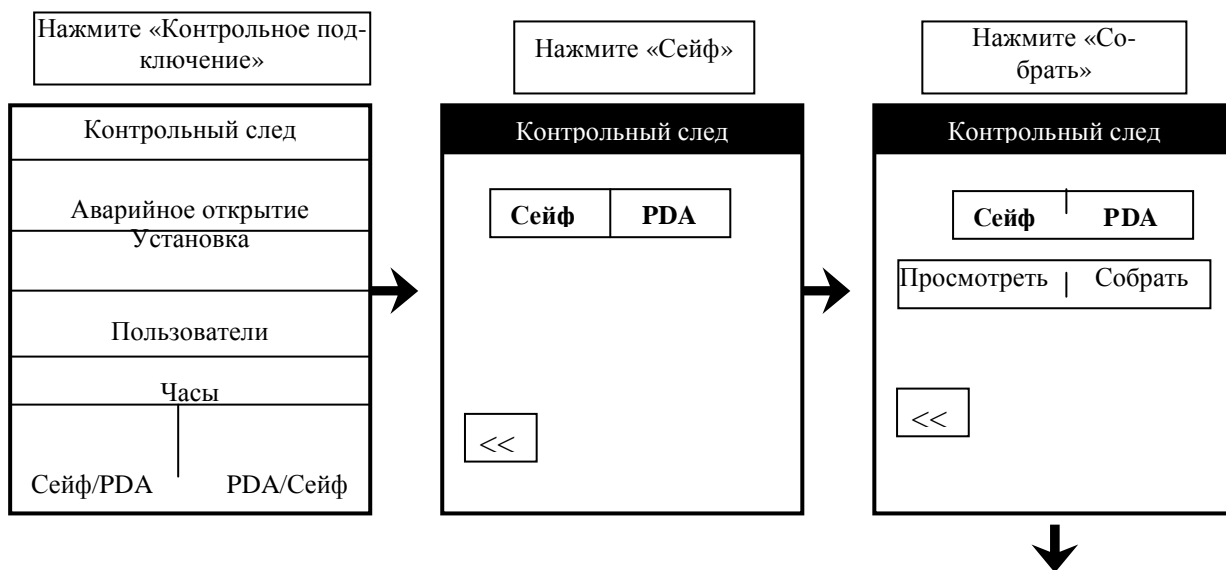 Нажмите «Контрольное под-
ключение»
Контрольный след
Аварийное открытие
Установка
Пользователи
Часы
Сейф/PDA PDA/Сейф
Нажмите «Сейф»
Контрольный след
Сейф PDA
<<
Нажмите «Со-
брать»
Контрольный след
Сейф PDA
Просмотреть Собрать
<<